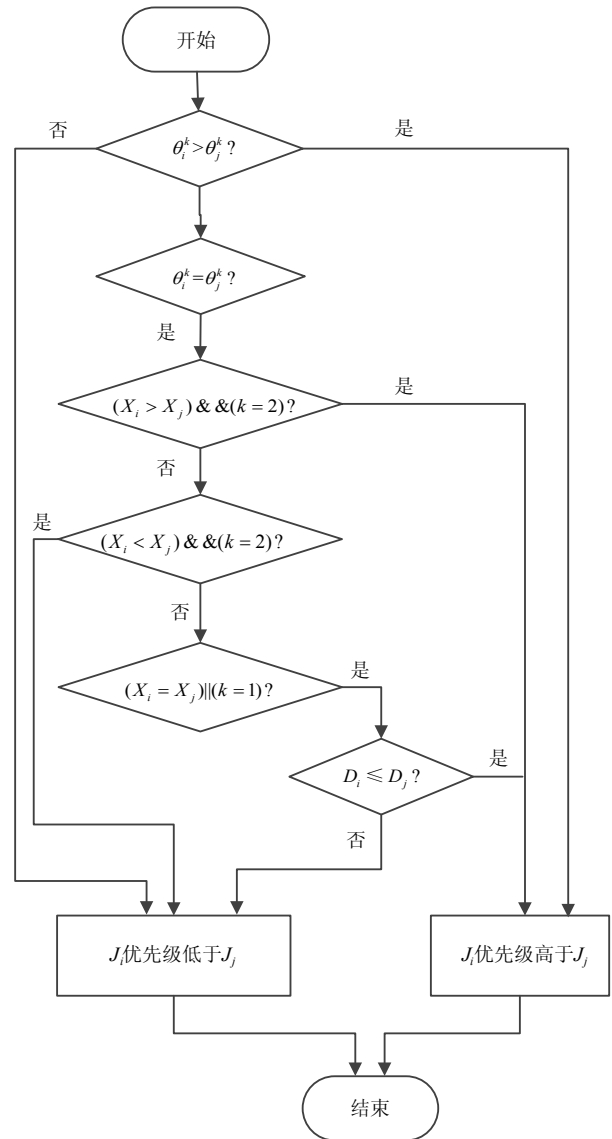 开始
否
是
θ_i^k>θ_j^k?
θ_i^k=θ_j^k?
是
(X_i > X_j) & &(k = 2)?
是
否
是
(X_i < X_j) & &(k = 2)?
否
(X_i = X_j)||(k = 1)?
是
D_i ≤ D_j ?
是
否
J_i优先级低于J_j
J_i优先级高于J_j
结束